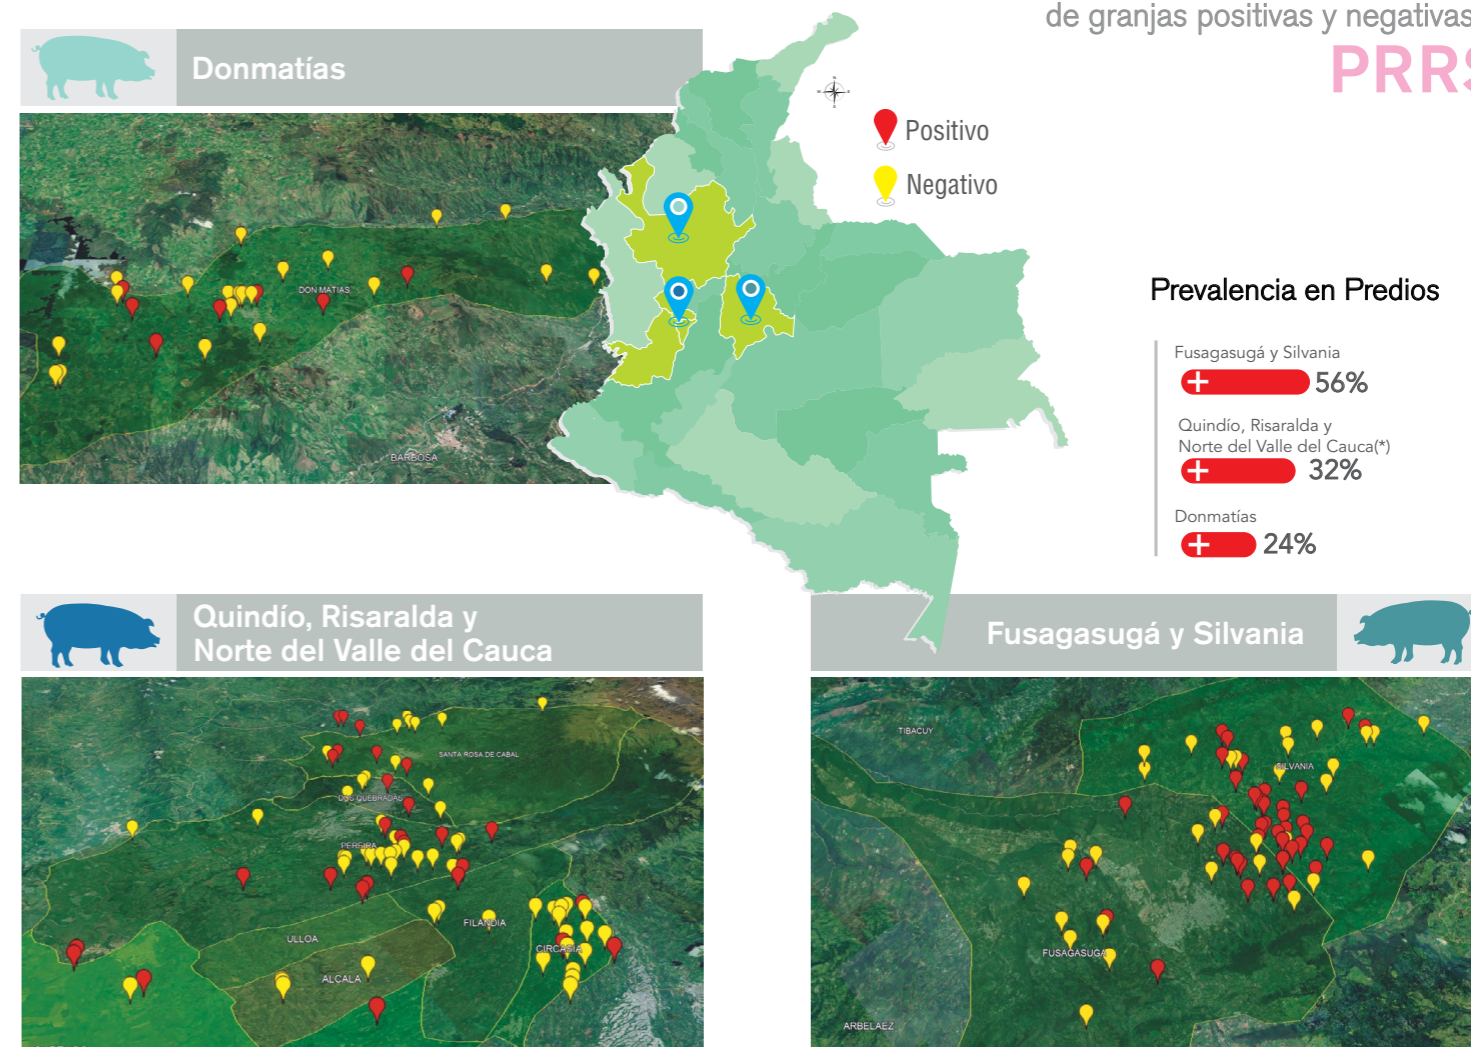 de granjas positivas y negativas
PRRS
Donmatías
Positivo
Negativo
DON MATIAS
BARBOSA
Prevalencia en Predios
Fusagasugá y Silvania
56%
Quindío, Risaralda y
Norte del Valle del Cauca(*)
32%
Donmatías
24%
Quindío, Risaralda y
Norte del Valle del Cauca
SANTA ROSA DE CABAL
DOS QUEBRADAS
PEREIRA
FILANDIA
ULLOA
CIRCASIA
ALCALA
Fusagasugá y Silvania
TIBACUY
SILVANIA
FUSAGASUGA
ARBELAEZ